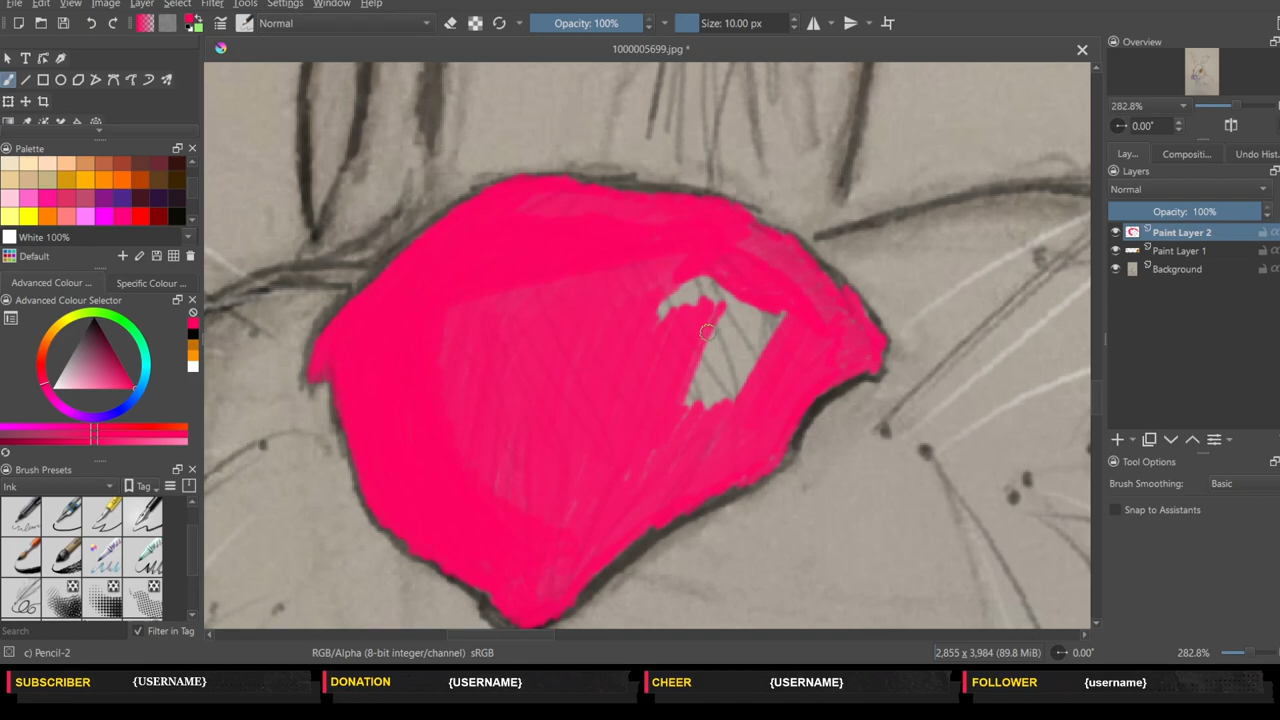 File Edit View Image Layer Select Filter Tools Settings Window Help
Normal
Opacity: 100%
Size: 10.00 px
1000005699.jpg *
Palette
White 100%
Default
Advanced Colour ...
Specific Colour ...
Advanced Colour Selector
Brush Presets
Ink
Tag
Search
Filter in Tag
c) Pencil-2
RGB/Alpha (8-bit integer/channel) sRGB
2,855 x 3,984 (89.8 MiB)
0.00°
282.8%
Overview
282.8%
0.00°
Lay...
Compositi...
Undo Hist...
Layers
Normal
Opacity: 100%
Paint Layer 2
Paint Layer 1
Background
Tool Options
Brush Smoothing:
Basic
Snap to Assistants
SUBSCRIBER {USERNAME}
DONATION {USERNAME}
CHEER {USERNAME}
FOLLOWER {username}